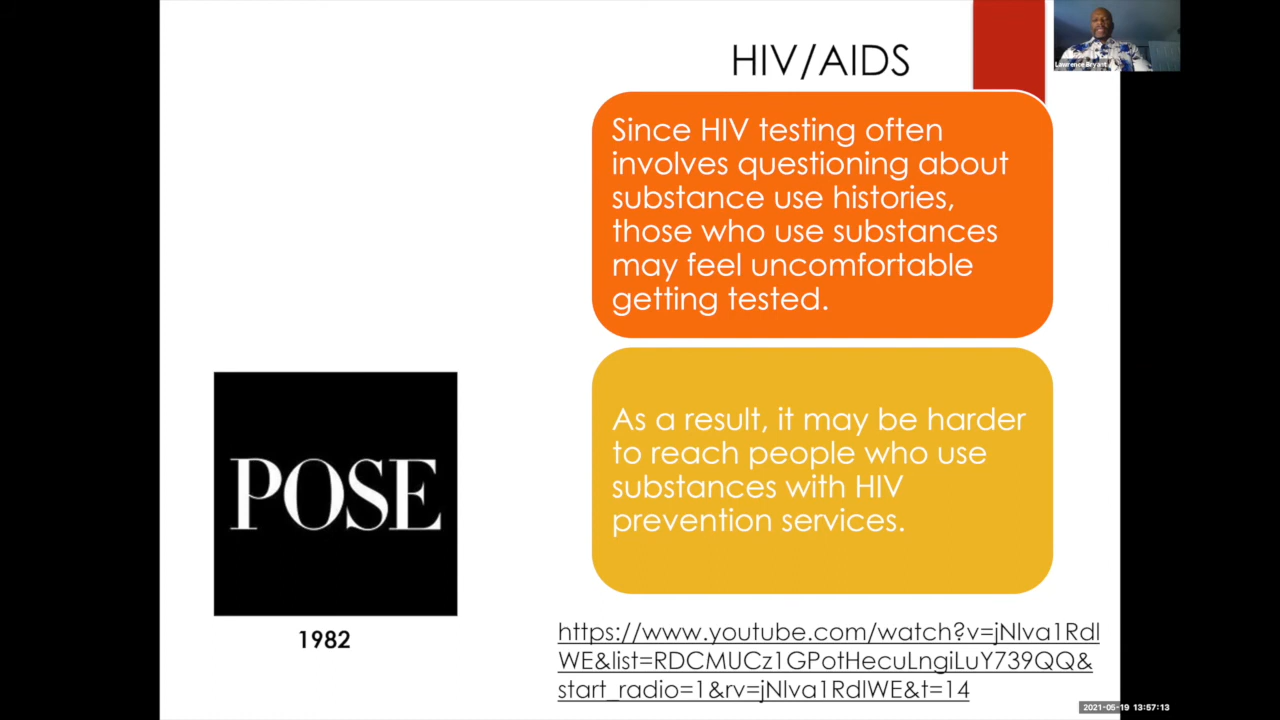 HIV/AIDS
Lawrence Bryant
Since HIV testing often
involves questioning about
substance use histories,
those who use substances
may feel uncomfortable
getting tested.
As a result, it may be harder
to reach people who use
substances with HIV
prevention services.
POSE
1982
https://www.youtube.com/watch?v=jNlva1Rdl
WE&list=RDCMUCz1GPotHecuLngiLuY739QQ&
start_radio=1&rv=jNlva1RdlWE&t=14
2021-05-19 13:57:13